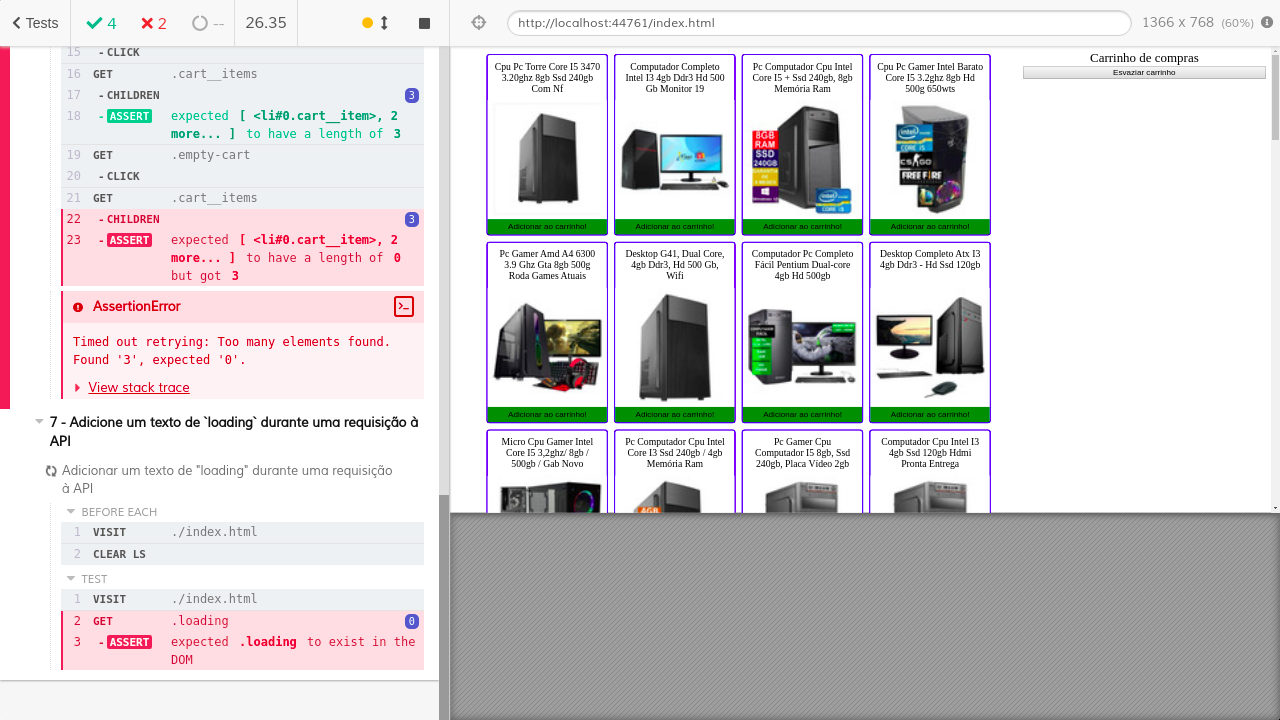 Tests
4
2
--
26.35
http://localhost:44761/index.html
1366 x 768 (60%)
15 - CLICK
16 GET .cart__items
17 - CHILDREN 3
18 - ASSERT expected [ <li#0.cart__item>, 2
more... ] to have a length of 3
19 GET .empty-cart
20 - CLICK
21 GET .cart__items
22 - CHILDREN 3
23 - ASSERT expected [ <li#0.cart__item>, 2
more... ] to have a length of 0
but got 3
AssertionError
Timed out retrying: Too many elements found.
Found '3', expected '0'.
View stack trace
7 - Adicione um texto de `loading` durante uma requisição à
API
Adicionar um texto de "loading" durante uma requisição
à API
BEFORE EACH
1 VISIT ./index.html
2 CLEAR LS
TEST
1 VISIT ./index.html
2 GET .loading 0
3 - ASSERT expected .loading to exist in the
DOM
Cpu Pc Torre Core I5 3470
3.20ghz 8gb Ssd 240gb
Com Nf
Adicionar ao carrinho!
Computador Completo
Intel I3 4gb Ddr3 Hd 500
Gb Monitor 19
Adicionar ao carrinho!
Pc Computador Cpu Intel
Core I5 + Ssd 240gb, 8gb
Memória Ram
8GB
RAM
SSD
240GB
Adicionar ao carrinho!
Cpu Pc Gamer Intel Barato
Core I5 3.2ghz 8gb Hd
500g 650wts
intel
CORE i5
CS:GO
FREE FIRE
Adicionar ao carrinho!
Carrinho de compras
Esvaziar carrinho
Pc Gamer Amd A4 6300
3.9 Ghz Gta 8gb 500g
Roda Games Atuais
Adicionar ao carrinho!
Desktop G41, Dual Core,
4gb Ddr3, Hd 500 Gb,
Wifi
Adicionar ao carrinho!
Computador Pc Completo
Fácil Pentium Dual-core
4gb Hd 500gb
Adicionar ao carrinho!
Desktop Completo Atx I3
4gb Ddr3 - Hd Ssd 120gb
Adicionar ao carrinho!
Micro Cpu Gamer Intel
Core I5 3,2ghz/ 8gb /
500gb / Gab Novo
Pc Computador Cpu Intel
Core I3 Ssd 240gb / 4gb
Memória Ram
4GB
Pc Gamer Cpu
Computador I5 8gb, Ssd
240gb, Placa Vídeo 2gb
Computador Cpu Intel I3
4gb Ssd 120gb Hdmi
Pronta Entrega